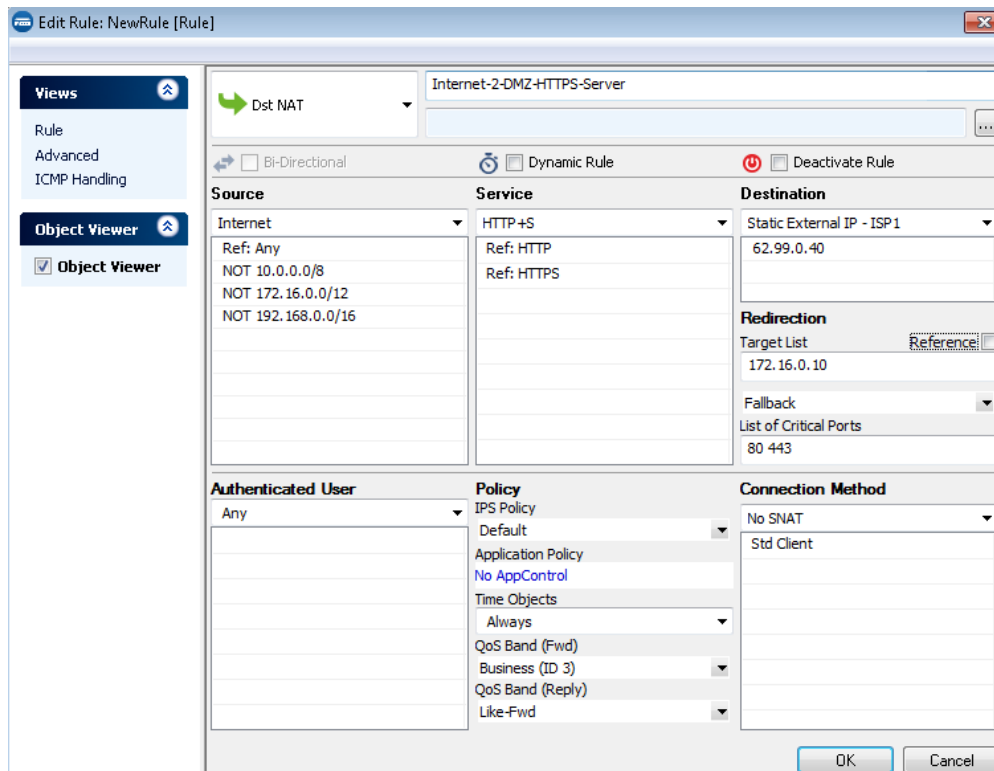 Edit Rule: NewRule [Rule]
Views
Rule
Advanced
ICMP Handling
Object Viewer
Object Viewer
Dst NAT
Internet-2-DMZ-HTTPS-Server
...
Bi-Directional
Dynamic Rule
Deactivate Rule
Source
Internet
Ref: Any
NOT 10.0.0.0/8
NOT 172.16.0.0/12
NOT 192.168.0.0/16
Service
HTTP+S
Ref: HTTP
Ref: HTTPS
Destination
Static External IP - ISP1
62.99.0.40
Redirection
Target List Reference
172.16.0.10
Fallback
List of Critical Ports
80 443
Authenticated User
Any
Policy
IPS Policy
Default
Application Policy
No AppControl
Time Objects
Always
QoS Band (Fwd)
Business (ID 3)
QoS Band (Reply)
Like-Fwd
Connection Method
No SNAT
Std Client
OK Cancel